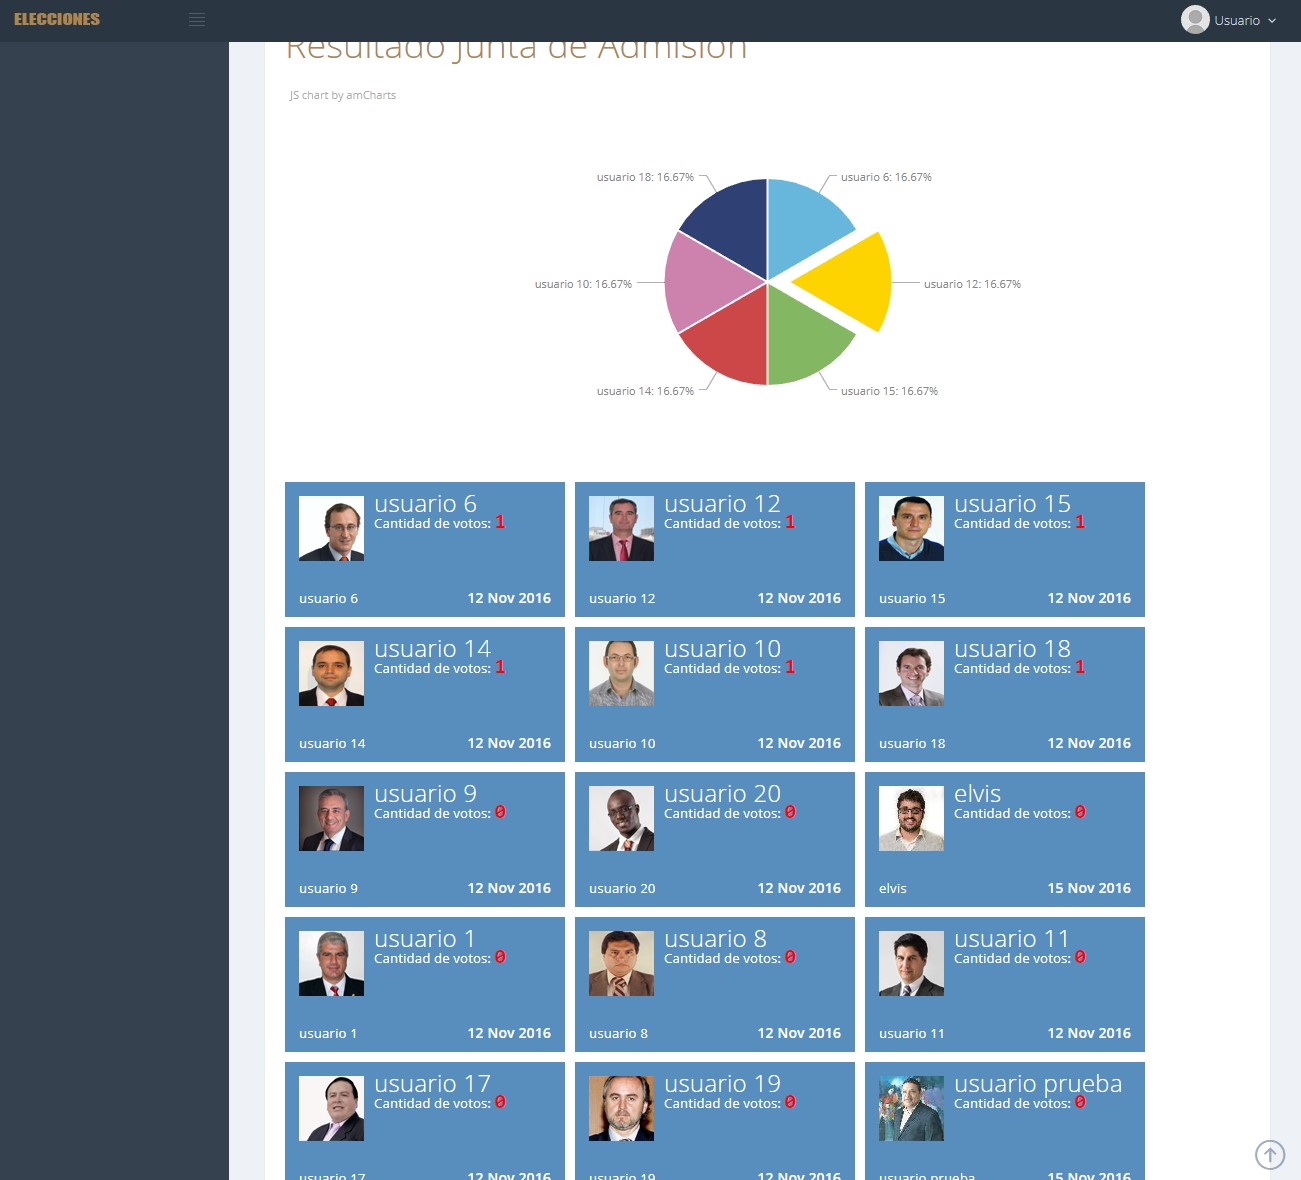 ELECCIONES
Usuario
Resultado Junta de Admisión
JS chart by amCharts
usuario 18: 16.67%
usuario 6: 16.67%
usuario 10: 16.67%
usuario 12: 16.67%
usuario 14: 16.67%
usuario 15: 16.67%
usuario 6
Cantidad de votos: 1
usuario 6 12 Nov 2016
usuario 12
Cantidad de votos: 1
usuario 12 12 Nov 2016
usuario 15
Cantidad de votos: 1
usuario 15 12 Nov 2016
usuario 14
Cantidad de votos: 1
usuario 14 12 Nov 2016
usuario 10
Cantidad de votos: 1
usuario 10 12 Nov 2016
usuario 18
Cantidad de votos: 1
usuario 18 12 Nov 2016
usuario 9
Cantidad de votos: 0
usuario 9 12 Nov 2016
usuario 20
Cantidad de votos: 0
usuario 20 12 Nov 2016
elvis
Cantidad de votos: 0
elvis 15 Nov 2016
usuario 1
Cantidad de votos: 0
usuario 1 12 Nov 2016
usuario 8
Cantidad de votos: 0
usuario 8 12 Nov 2016
usuario 11
Cantidad de votos: 0
usuario 11 12 Nov 2016
usuario 17
Cantidad de votos: 0
usuario 17 12 Nov 2016
usuario 19
Cantidad de votos: 0
usuario 19 12 Nov 2016
usuario prueba
Cantidad de votos: 0
usuario prueba 15 Nov 2016